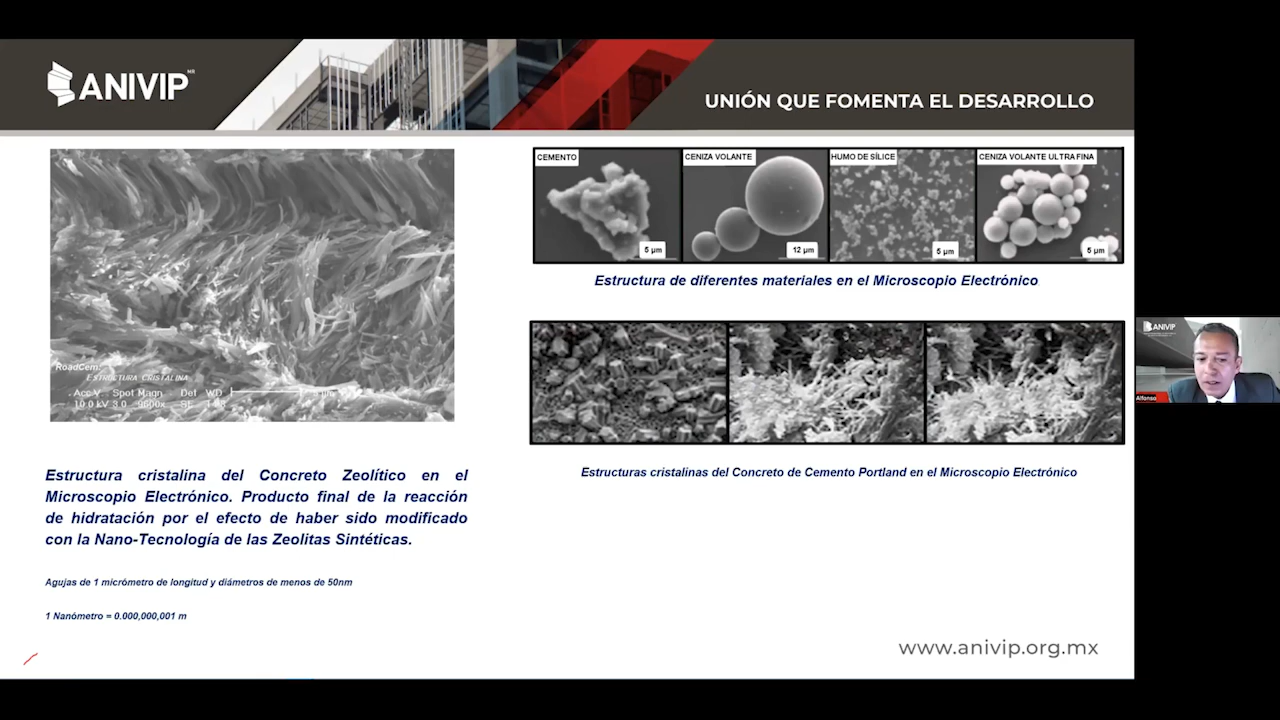 ANIVIP MR
UNIÓN QUE FOMENTA EL DESARROLLO
RoadCem:
ESTRUCTURA CRISTALINA
Acc V Spot Magn Det WD
10.0 kV 3.0 9600x SE
5 µm
Estructura cristalina del Concreto Zeolítico en el
Microscopio Electrónico. Producto final de la reacción
de hidratación por el efecto de haber sido modificado
con la Nano-Tecnología de las Zeolitas Sintéticas.
Agujas de 1 micrómetro de longitud y diámetros de menos de 50nm
1 Nanómetro = 0.000,000,001 m
CEMENTO
CENIZA VOLANTE
HUMO DE SÍLICE
CENIZA VOLANTE ULTRA FINA
5 µm
12 µm
5 µm
5 µm
Estructura de diferentes materiales en el Microscopio Electrónico
Estructuras cristalinas del Concreto de Cemento Portland en el Microscopio Electrónico
www.anivip.org.mx
ANIVIP
Alfonso